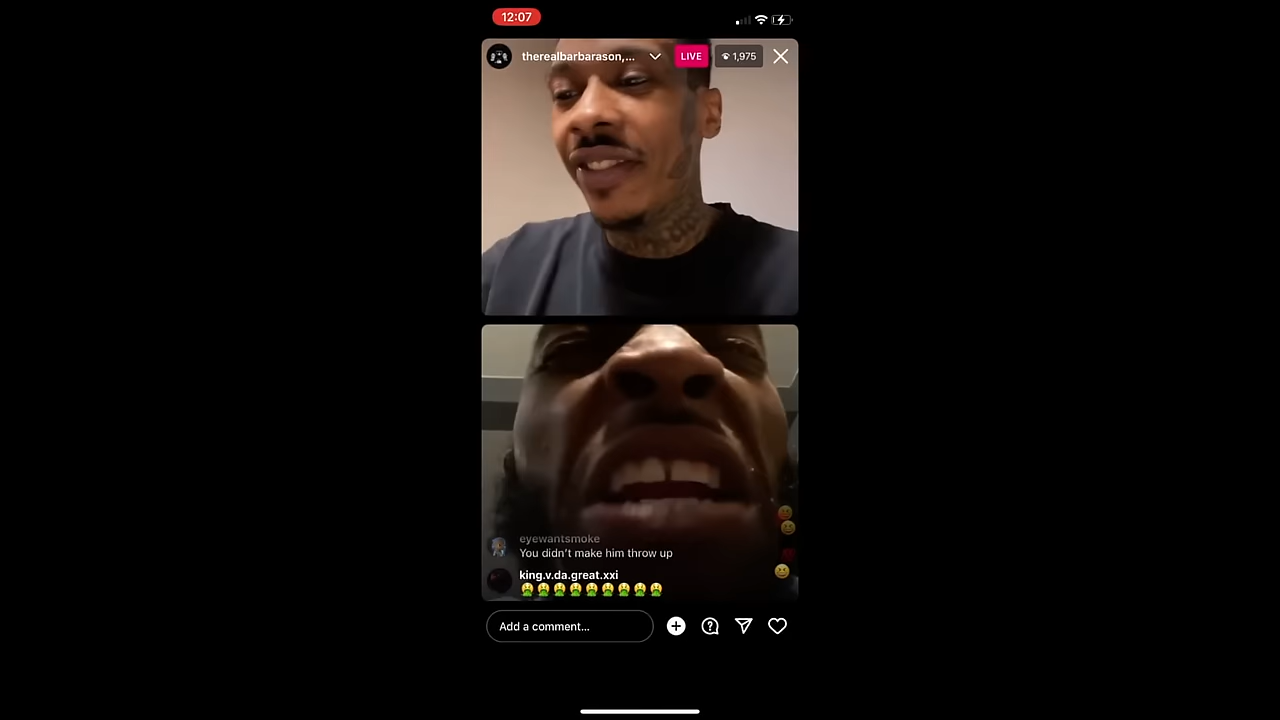 12:07
therealbarbarason,...
LIVE
1,975
eyewantsmoke
You didn't make him throw up
king.v.da.great.xxi
🤮🤮🤮🤮🤮🤮🤮🤮🤮
Add a comment...